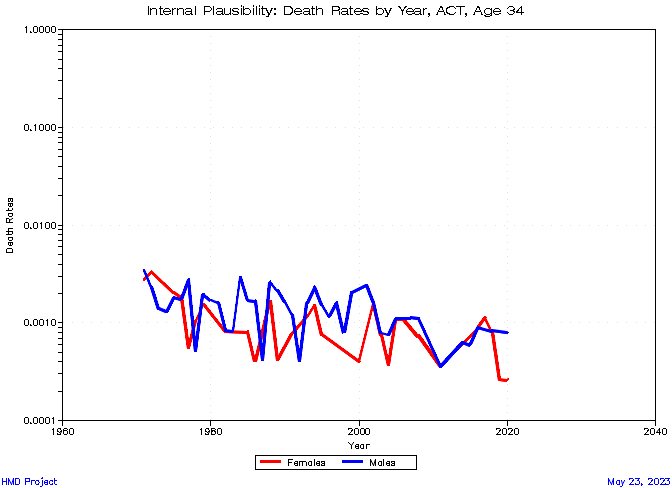 Internal Plausibility: Death Rates by Year, ACT, Age 34
1.0000
0.1000
0.0100
0.0010
0.0001
Death Rates
1960 1980 2000 2020 2040
Year
Females Males
HMD Project May 23, 2023